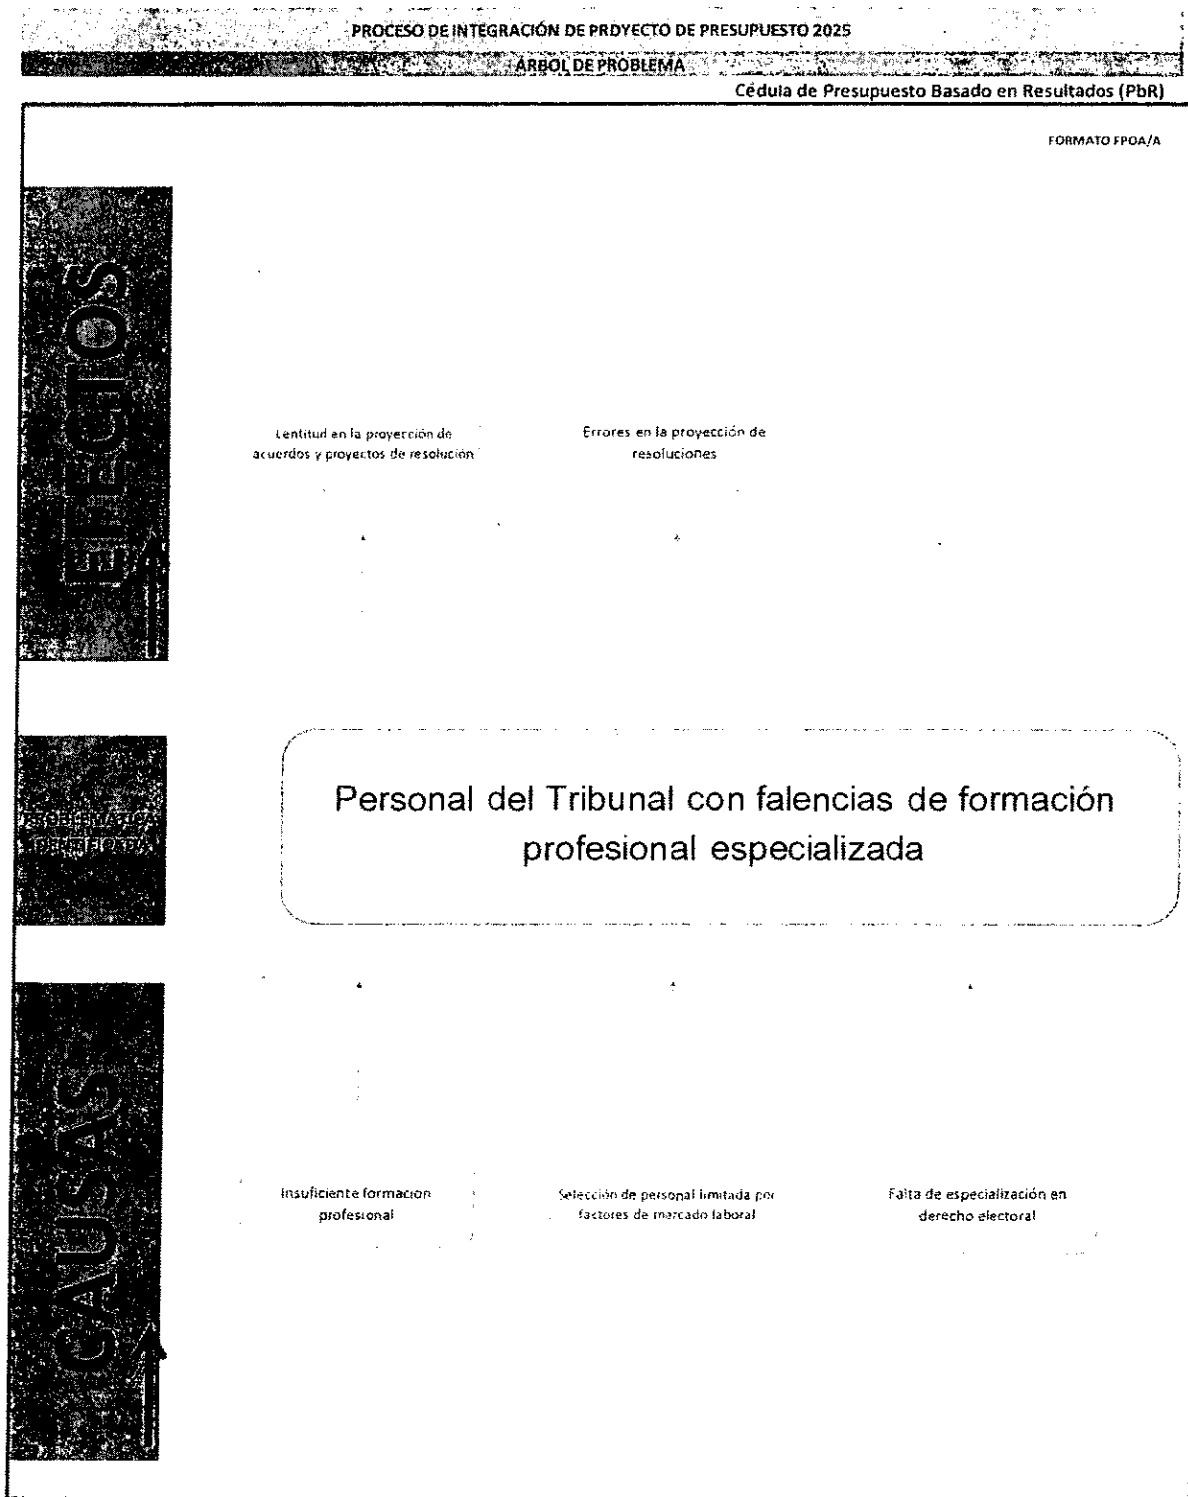 PROCESO DE INTEGRACIÓN DE PROYECTO DE PRESUPUESTO 2025
ÁRBOL DE PROBLEMA
Cédula de Presupuesto Basado en Resultados (PbR)
FORMATO FPOA/A
EFECTOS
Lentitud en la proyección de
acuerdos y proyectos de resolución
Errores en la proyección de
resoluciones
PROBLEMÁTICA
IDENTIFICADA
Personal del Tribunal con falencias de formación
profesional especializada
CAUSAS
Insuficiente formación
profesional
Selección de personal limitada por
factores de mercado laboral
Falta de especialización en
derecho electoral